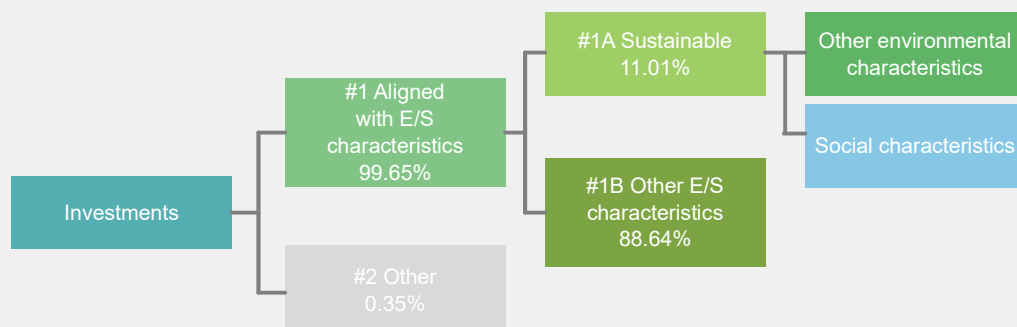 Investments
#1 Aligned
with E/S
characteristics
99.65%
#2 Other
0.35%
#1A Sustainable
11.01%
#1B Other E/S
characteristics
88.64%
Other environmental
characteristics
Social characteristics